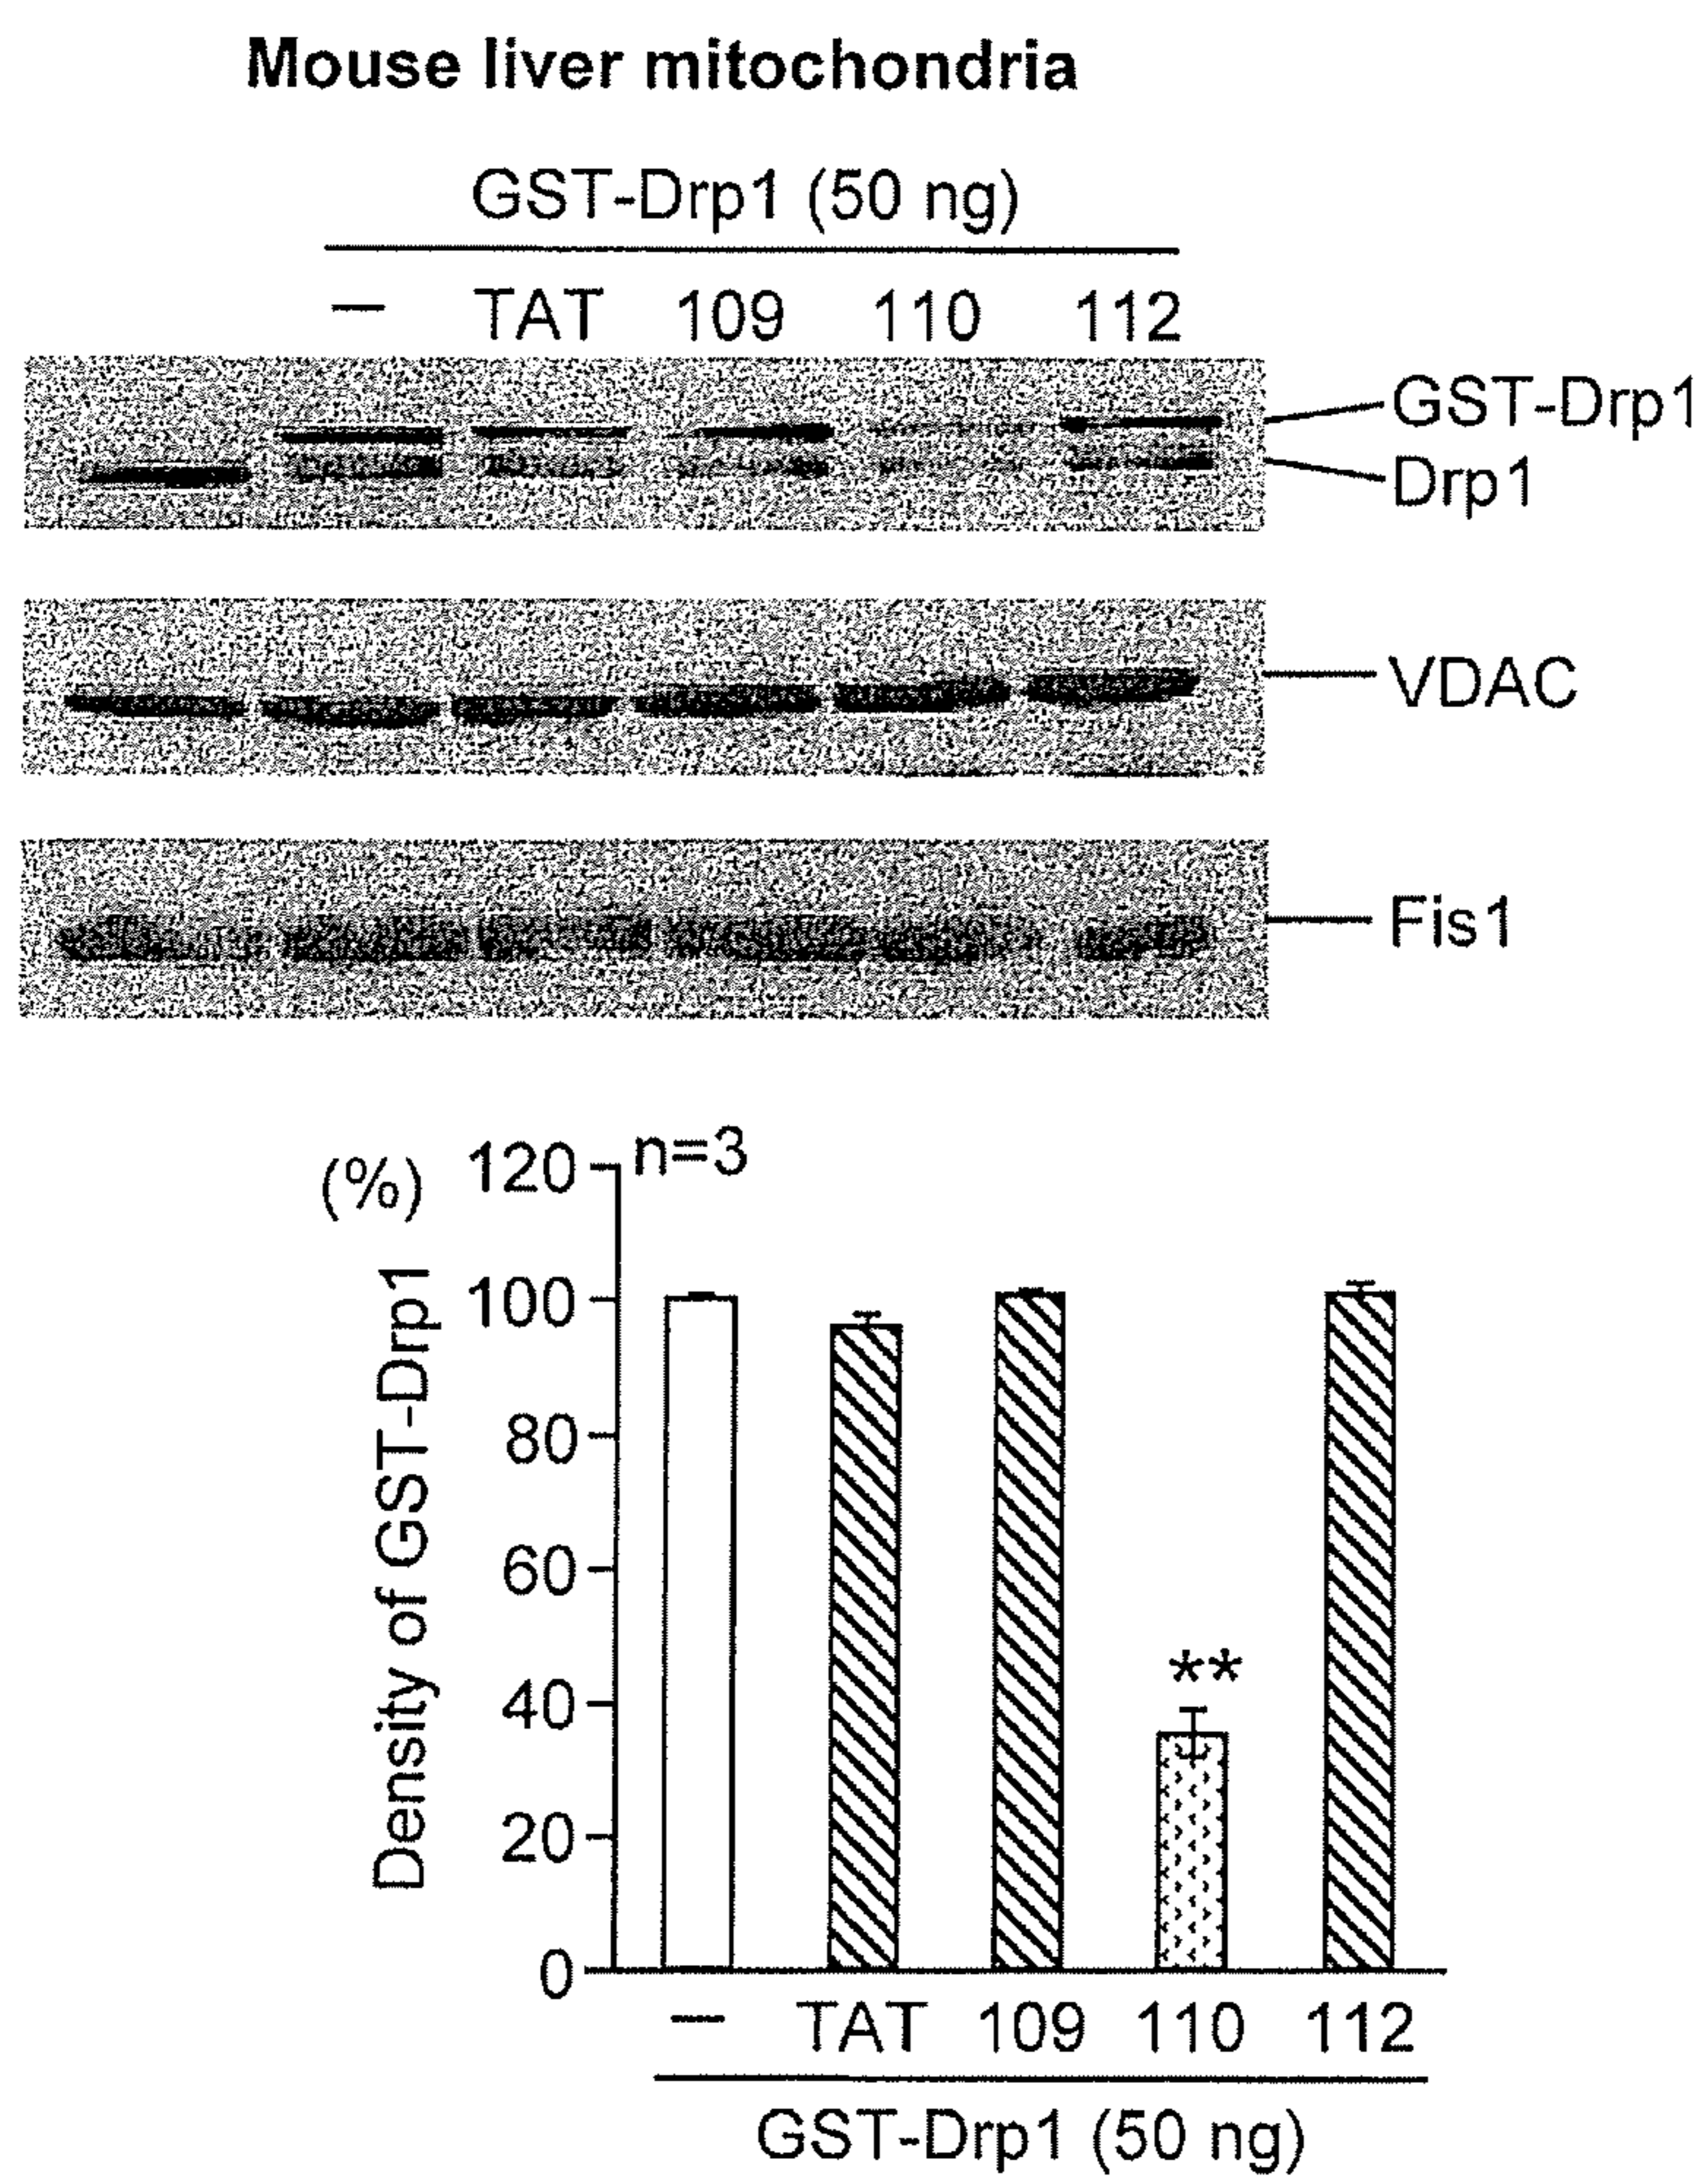 Mouse liver mitochondria
GST-Drp1 (50 ng)
— TAT 109 110 112
GST-Drp1
Drp1
VDAC
Fis1
(%)
n=3
120
100
80
60
40
20
0
Density of GST-Drp1
**
— TAT 109 110 112
GST-Drp1 (50 ng)